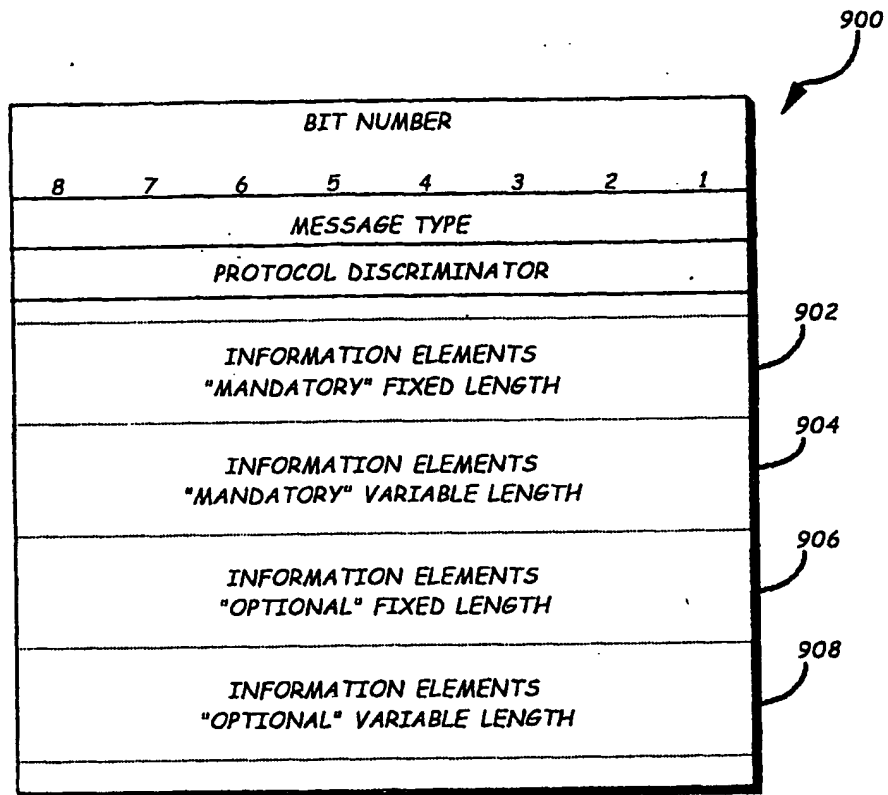 900
BIT NUMBER
8 7 6 5 4 3 2 1
MESSAGE TYPE
PROTOCOL DISCRIMINATOR
902
INFORMATION ELEMENTS
"MANDATORY" FIXED LENGTH
904
INFORMATION ELEMENTS
"MANDATORY" VARIABLE LENGTH
906
INFORMATION ELEMENTS
"OPTIONAL" FIXED LENGTH
908
INFORMATION ELEMENTS
"OPTIONAL" VARIABLE LENGTH